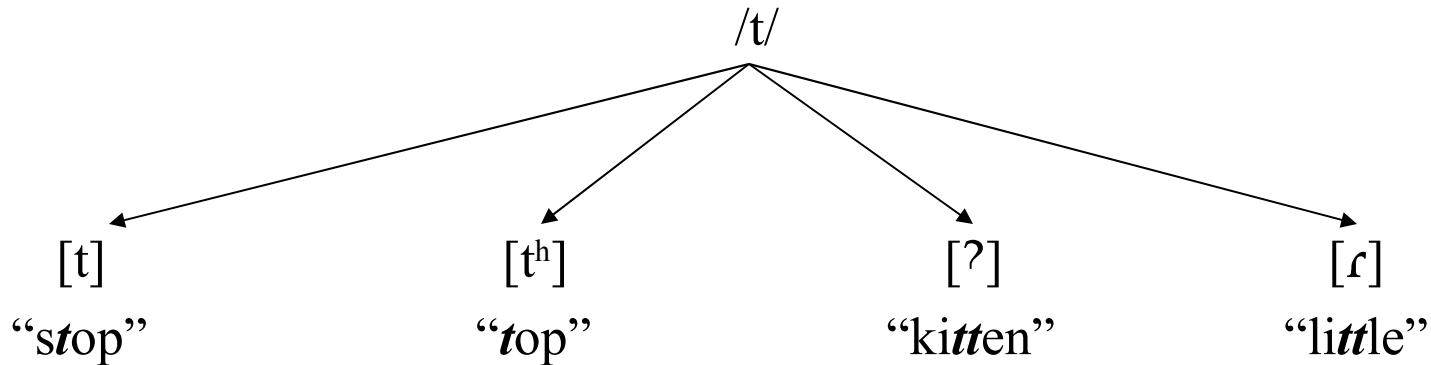 /t/
[t] [tʰ] [ʔ] [ɾ]
“stop” “top” “kitten” “little”